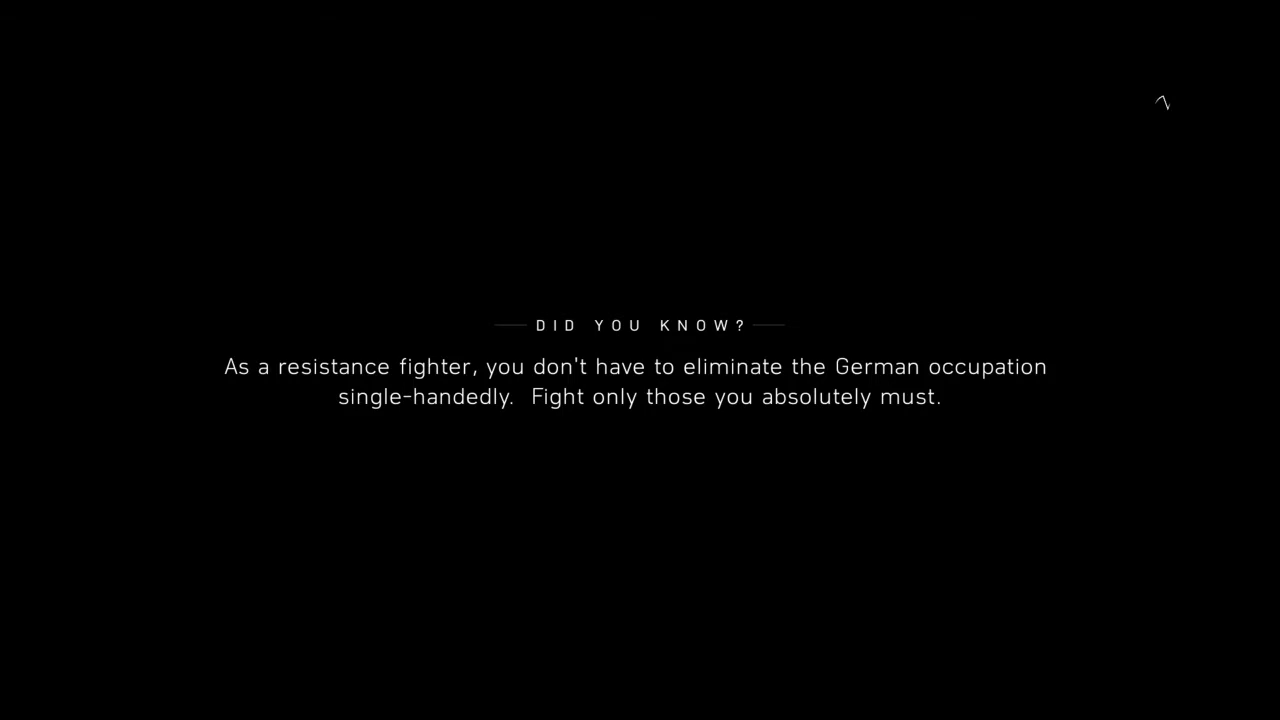 DID YOU KNOW?
As a resistance fighter, you don't have to eliminate the German occupation
single-handedly.  Fight only those you absolutely must.